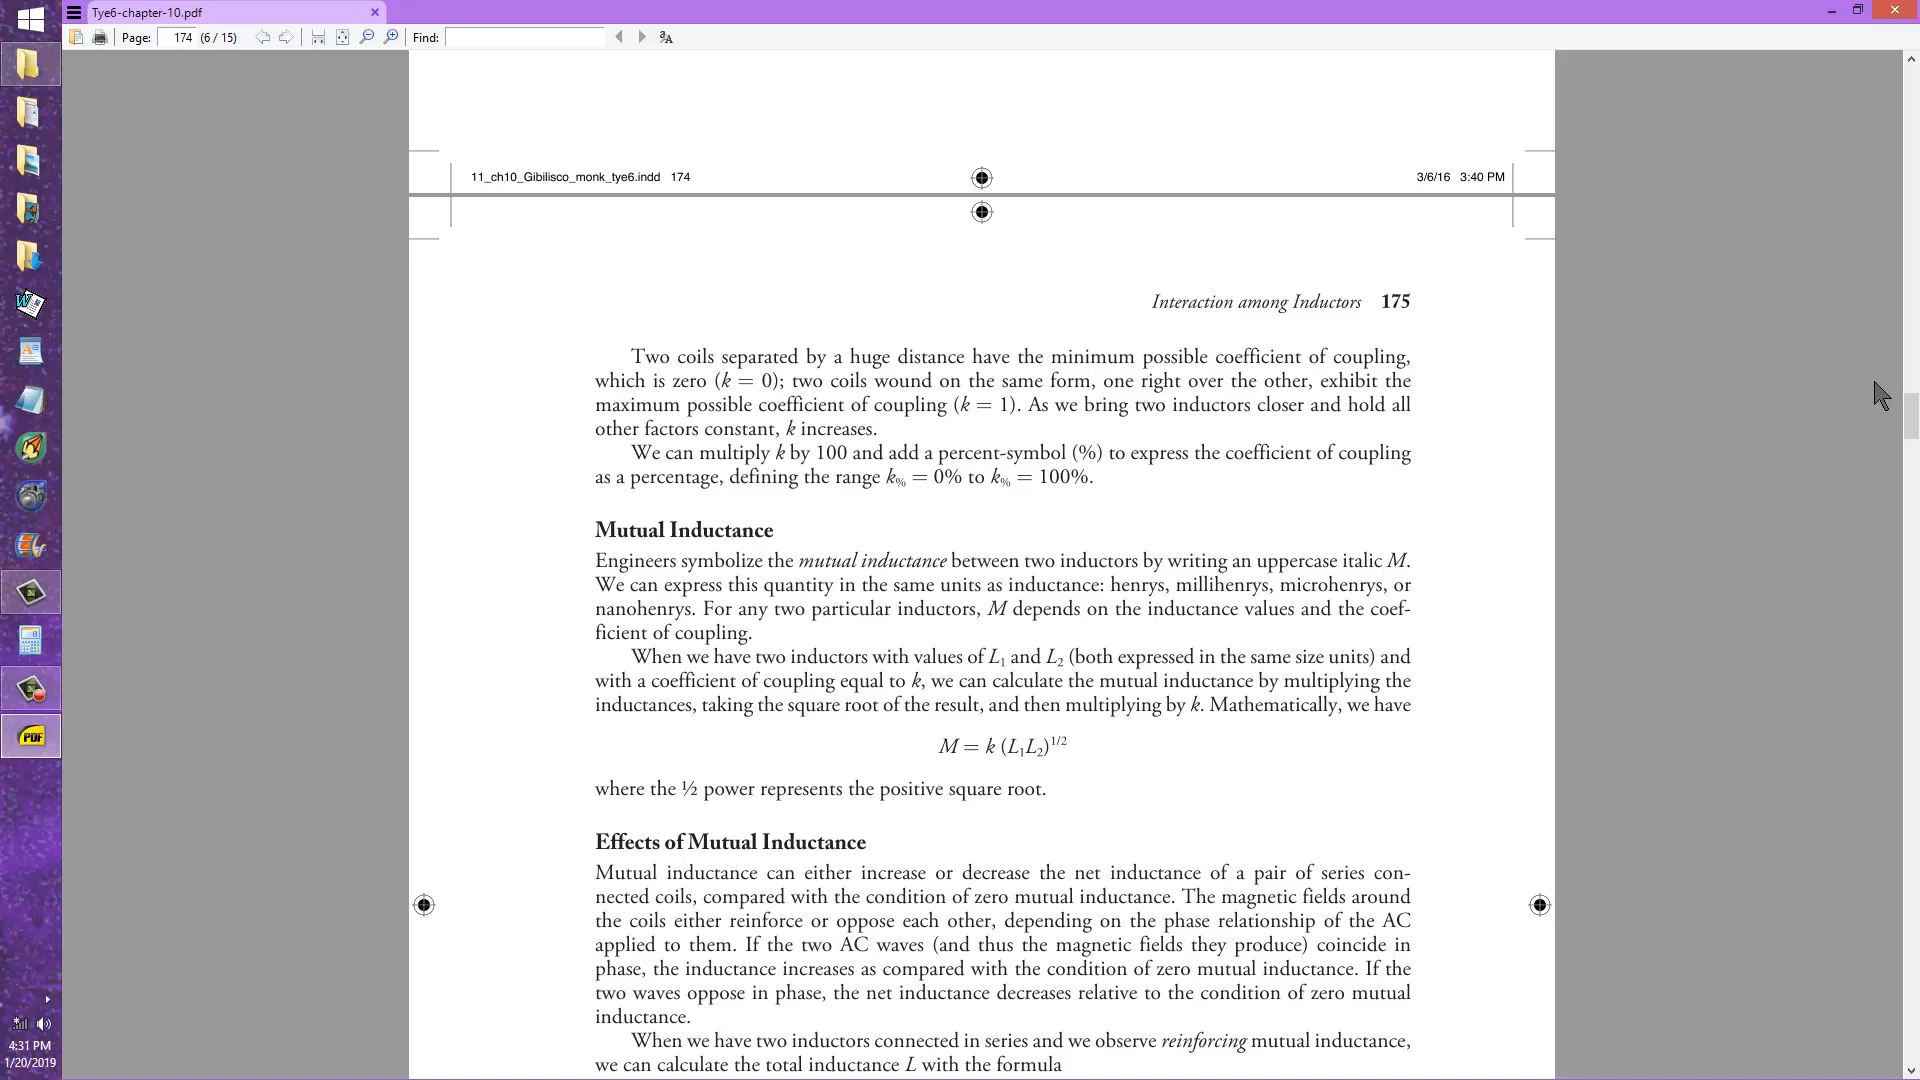 Tye6-chapter-10.pdf
Page: 174 (6 / 15) Find:
11_ch10_Gibilisco_monk_tye6.indd 174 3/6/16 3:40 PM
Interaction among Inductors 175
Two coils separated by a huge distance have the minimum possible coefficient of coupling,
which is zero (k = 0); two coils wound on the same form, one right over the other, exhibit the
maximum possible coefficient of coupling (k = 1). As we bring two inductors closer and hold all
other factors constant, k increases.
We can multiply k by 100 and add a percent-symbol (%) to express the coefficient of coupling
as a percentage, defining the range k% = 0% to k% = 100%.
Mutual Inductance
Engineers symbolize the mutual inductance between two inductors by writing an uppercase italic M.
We can express this quantity in the same units as inductance: henrys, millihenrys, microhenrys, or
nanohenrys. For any two particular inductors, M depends on the inductance values and the coef-
ficient of coupling.
When we have two inductors with values of L₁ and L₂ (both expressed in the same size units) and
with a coefficient of coupling equal to k, we can calculate the mutual inductance by multiplying the
inductances, taking the square root of the result, and then multiplying by k. Mathematically, we have
M = k (L₁L₂)^1/2
where the ½ power represents the positive square root.
Effects of Mutual Inductance
Mutual inductance can either increase or decrease the net inductance of a pair of series con-
nected coils, compared with the condition of zero mutual inductance. The magnetic fields around
the coils either reinforce or oppose each other, depending on the phase relationship of the AC
applied to them. If the two AC waves (and thus the magnetic fields they produce) coincide in
phase, the inductance increases as compared with the condition of zero mutual inductance. If the
two waves oppose in phase, the net inductance decreases relative to the condition of zero mutual
inductance.
When we have two inductors connected in series and we observe reinforcing mutual inductance,
we can calculate the total inductance L with the formula
PDF
4:31 PM
1/20/2019